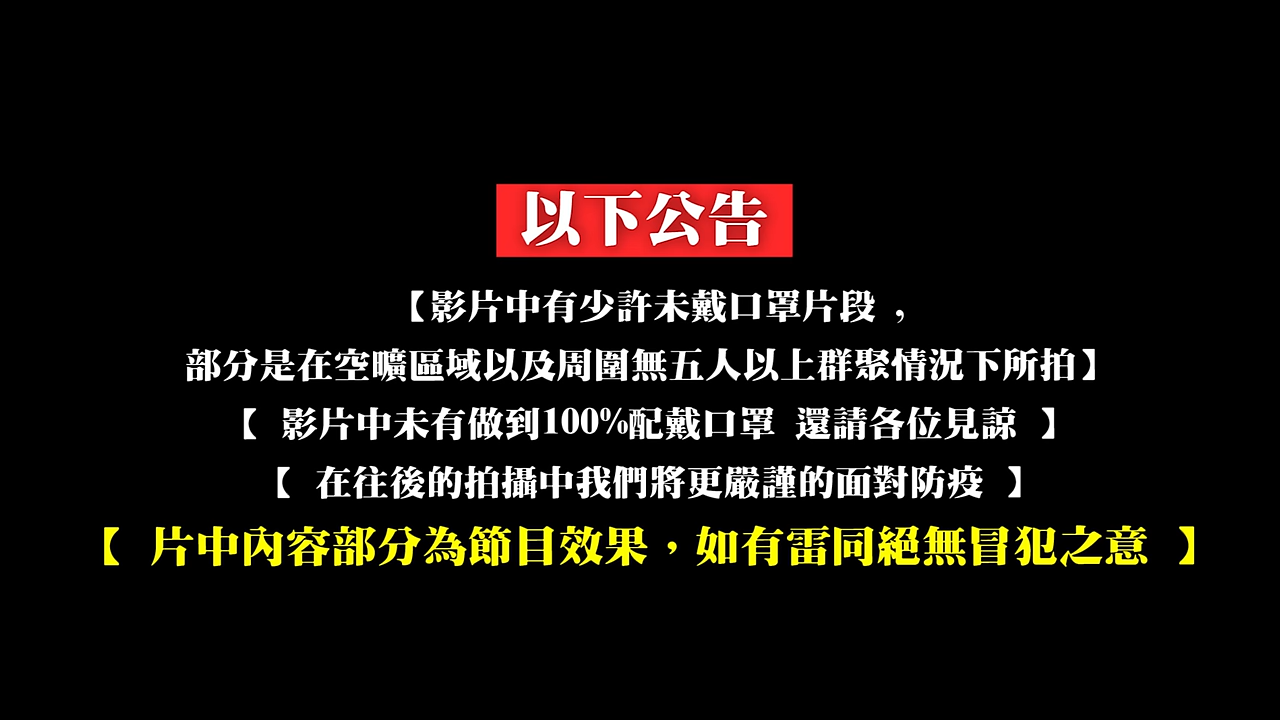 以下公告
【影片中有少許未戴口罩片段，
部分是在空曠區域以及周圍無五人以上群聚情況下所拍】
【 影片中未有做到100%配戴口罩 還請各位見諒 】
【 在往後的拍攝中我們將更嚴謹的面對防疫 】
【 片中內容部分為節目效果，如有雷同絕無冒犯之意 】